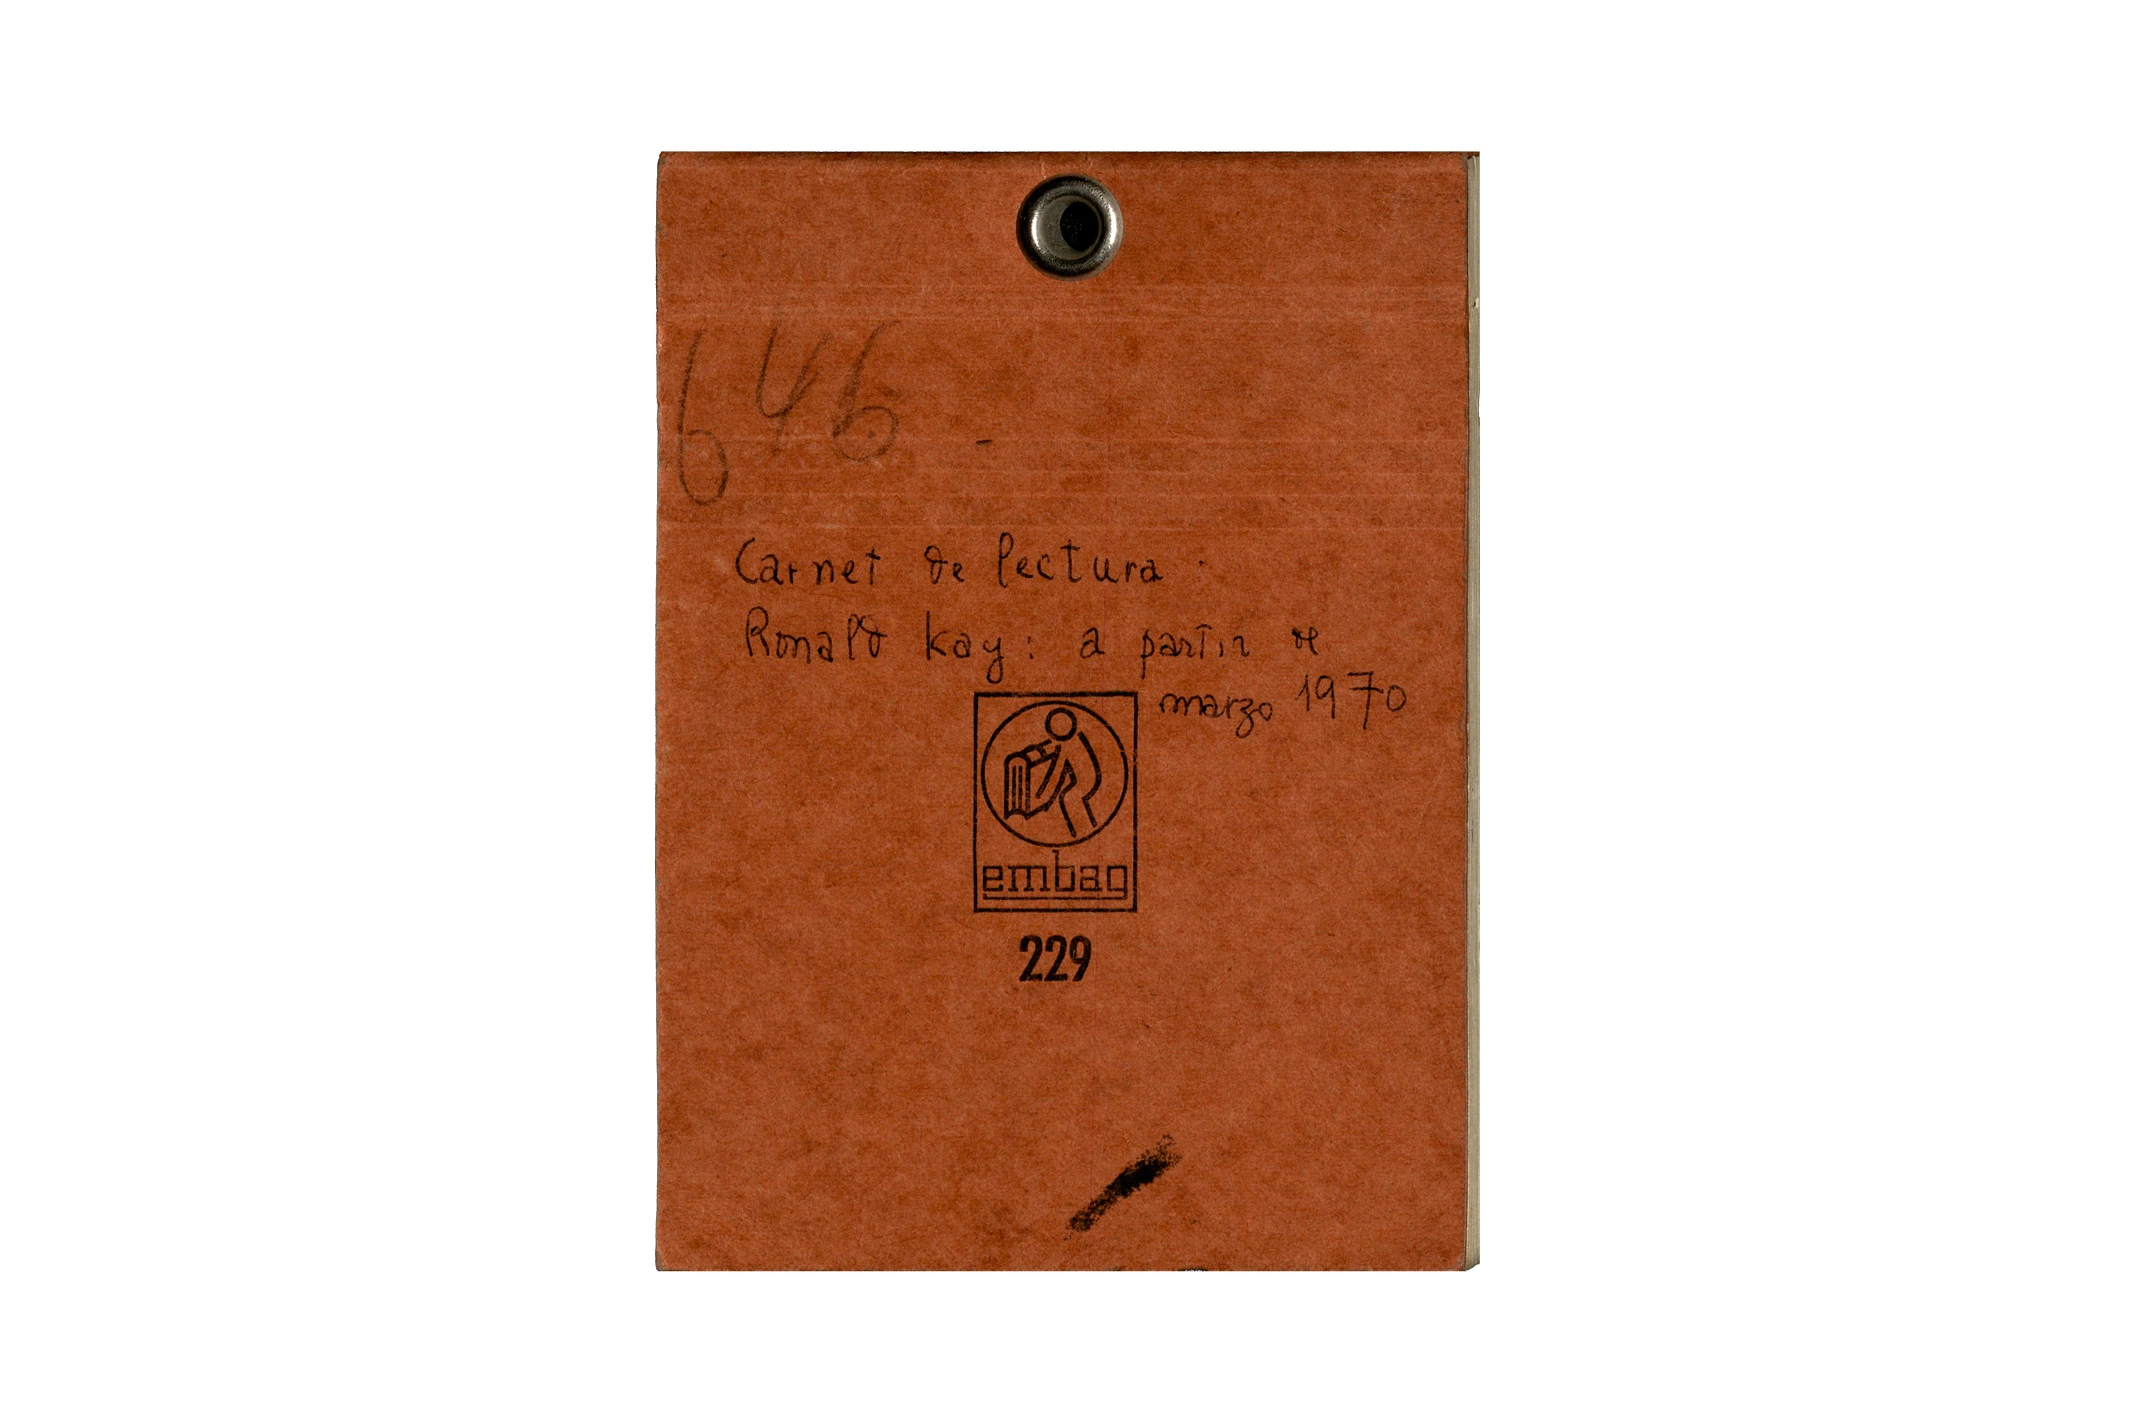 646
Carnet de lectura.
Ronald Kay: a partir de
marzo 1970
embag
229